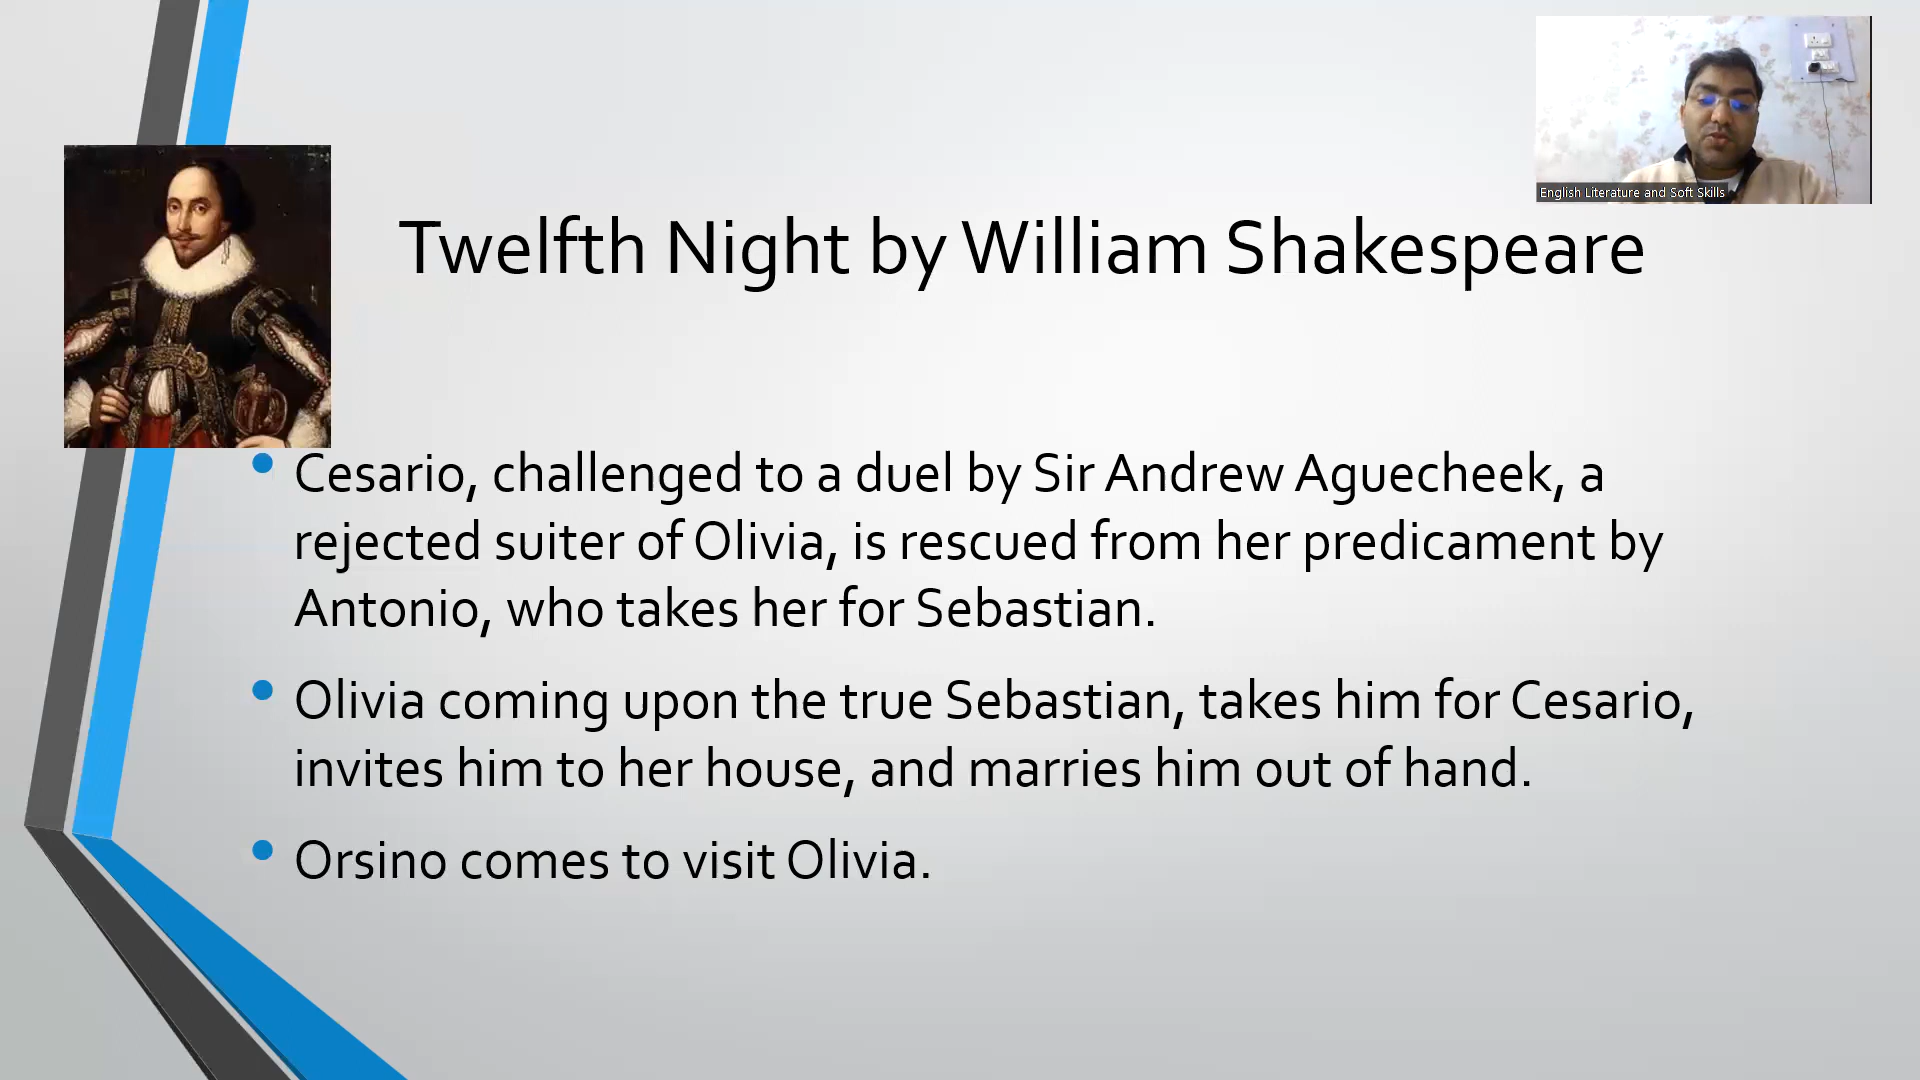 English Literature and Soft Skills
Twelfth Night by William Shakespeare
Cesario, challenged to a duel by Sir Andrew Aguecheek, a
rejected suiter of Olivia, is rescued from her predicament by
Antonio, who takes her for Sebastian.
Olivia coming upon the true Sebastian, takes him for Cesario,
invites him to her house, and marries him out of hand.
Orsino comes to visit Olivia.